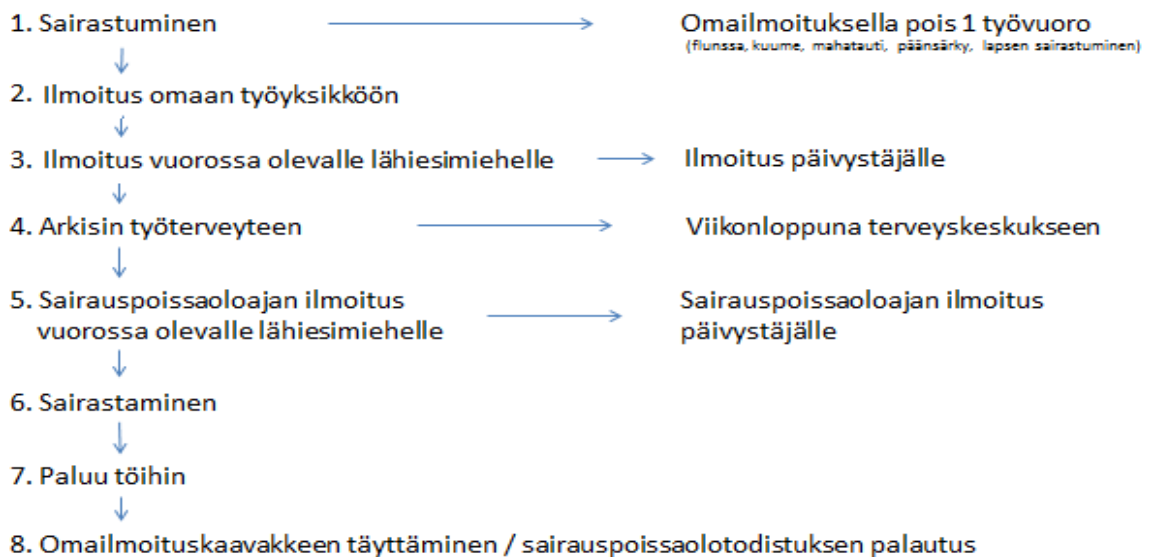 1. Sairastuminen
Omailmoituksella pois 1 työvuoro
(flunssa, kuume, mahatauti, päänsärky, lapsen sairastuminen)
2. Ilmoitus omaan työyksikköön
3. Ilmoitus vuorossa olevalle lähiesimiehelle
Ilmoitus päivystäjälle
4. Arkisin työterveyteen
Viikonloppuna terveyskeskukseen
5. Sairauspoissaoloajan ilmoitus
vuorossa olevalle lähiesimiehelle
Sairauspoissaoloajan ilmoitus
päivystäjälle
6. Sairastaminen
7. Paluu töihin
8. Omailmoituskaavakkeen täyttäminen / sairauspoissaolotodistuksen palautus